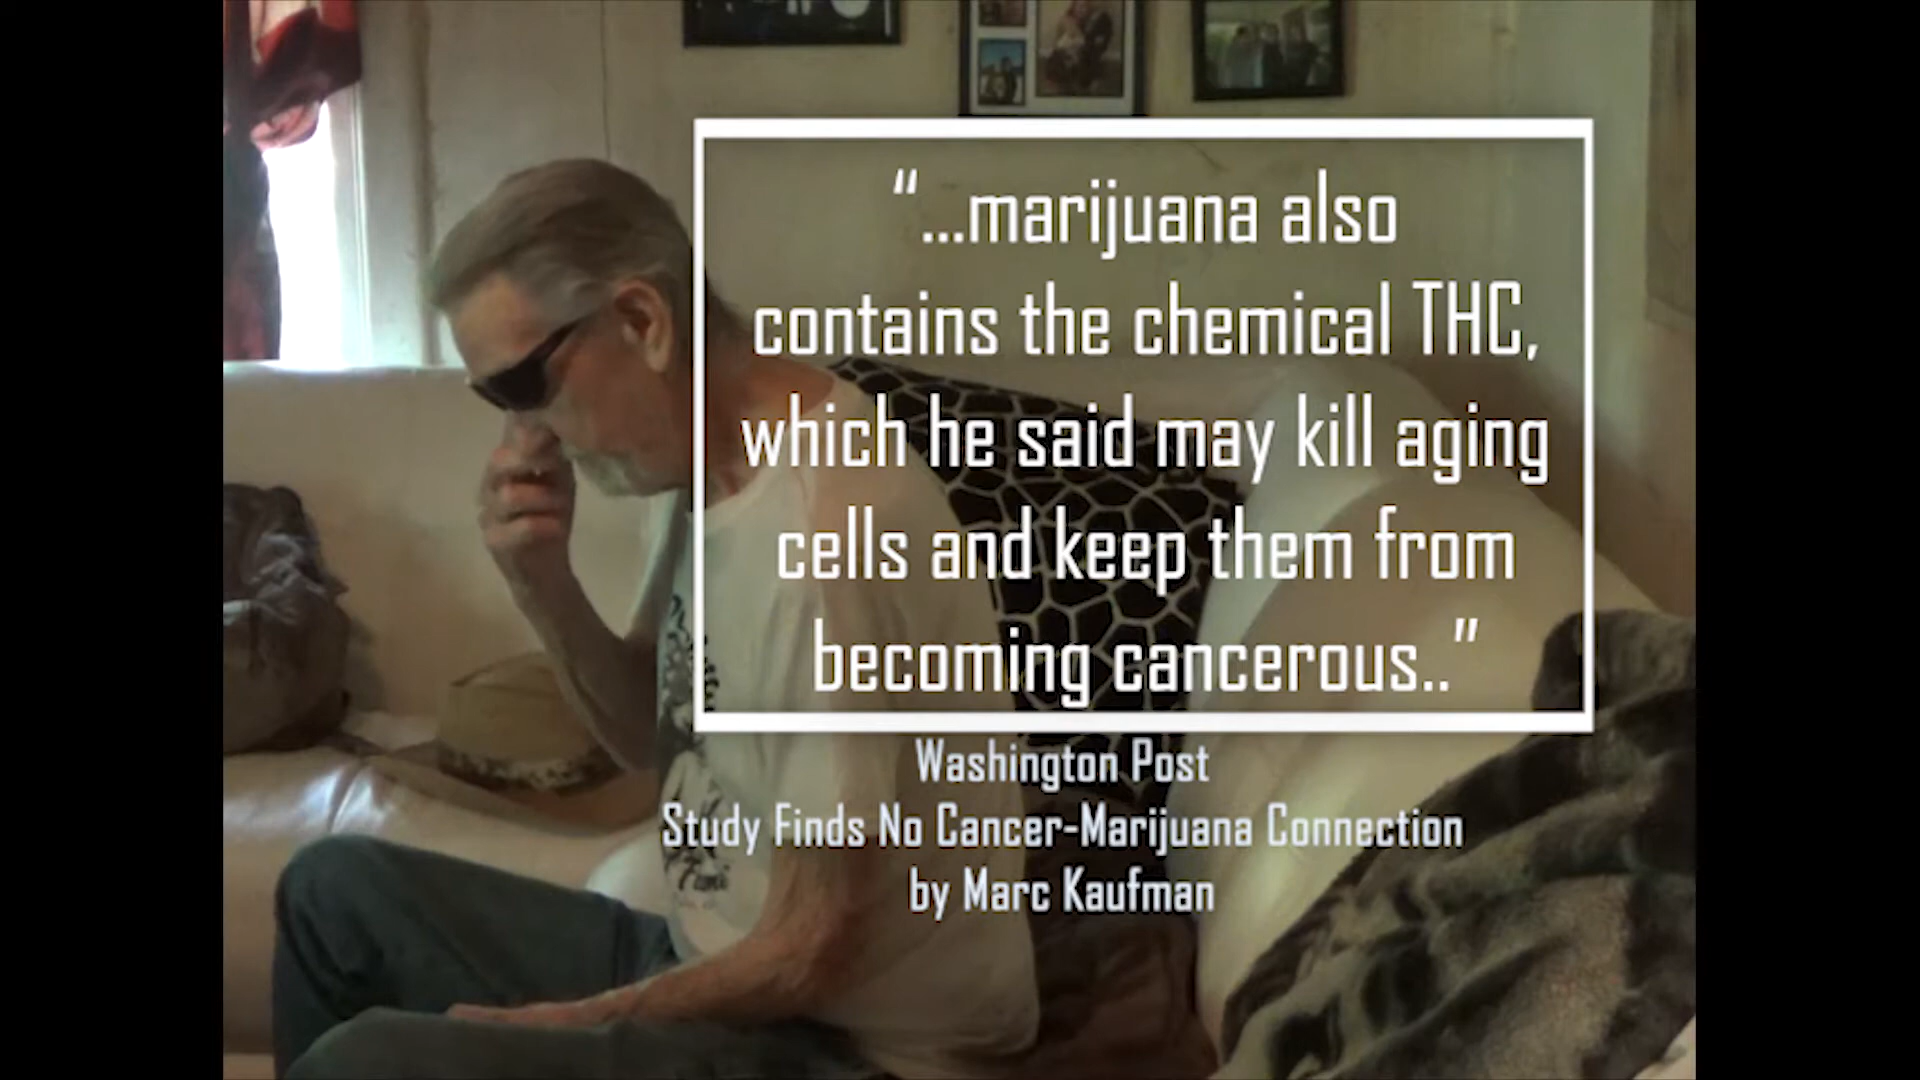 “...marijuana also
contains the chemical THC,
which he said may kill aging
cells and keep them from
becoming cancerous..”
Washington Post
Study Finds No Cancer-Marijuana Connection
by Marc Kaufman